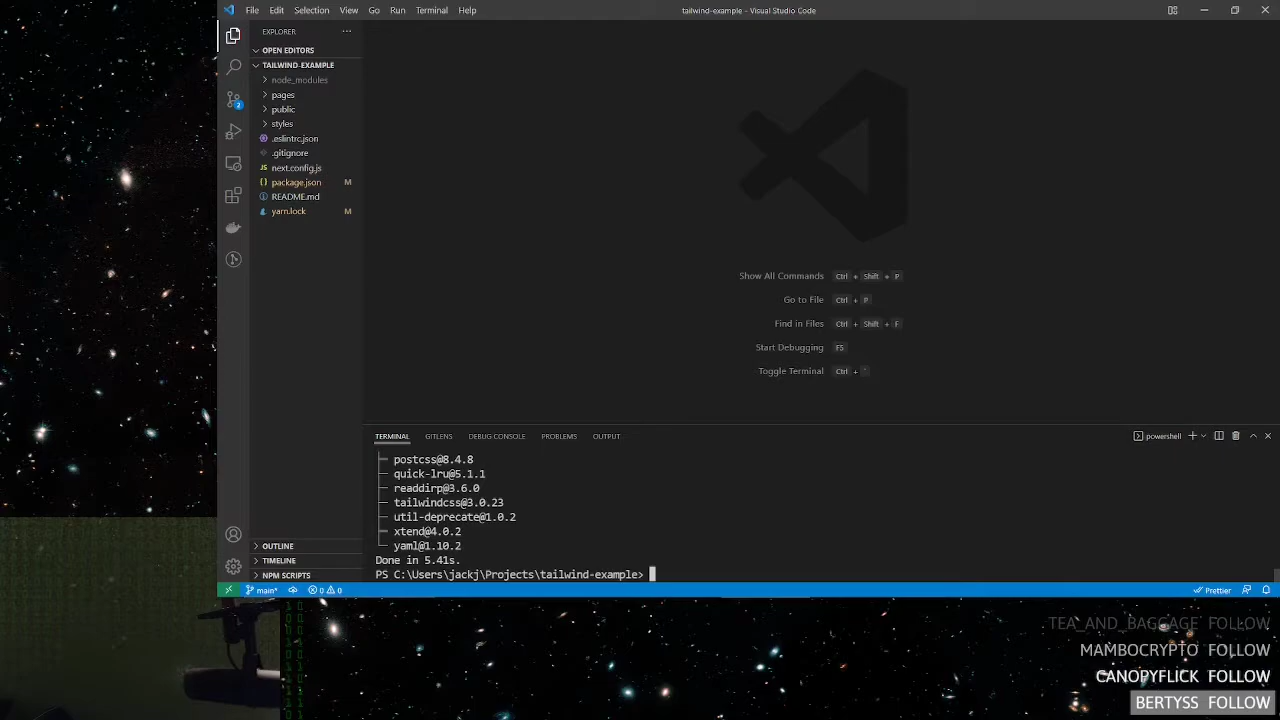 File Edit Selection View Go Run Terminal Help
tailwind-example - Visual Studio Code
EXPLORER
OPEN EDITORS
TAILWIND-EXAMPLE
node_modules
pages
public
styles
.eslintrc.json
.gitignore
JS next.config.js
{} package.json M
README.md
yarn.lock M
2
Show All Commands Ctrl + Shift + P
Go to File Ctrl + P
Find in Files Ctrl + Shift + F
Start Debugging F5
Toggle Terminal Ctrl + `
TERMINAL GITLENS DEBUG CONSOLE PROBLEMS OUTPUT
powershell
├─ postcss@8.4.8
├─ quick-lru@5.1.1
├─ readdirp@3.6.0
├─ tailwindcss@3.0.23
├─ util-deprecate@1.0.2
├─ xtend@4.0.2
└─ yaml@1.10.2
Done in 5.41s.
PS C:\Users\jackj\Projects\tailwind-example>
OUTLINE
TIMELINE
NPM SCRIPTS
main* 0 0
Prettier
TEA_AND_BAGGAGE FOLLOW
MAMBOCRYPTO FOLLOW
CANOPYFLICK FOLLOW
BERTYSS FOLLOW